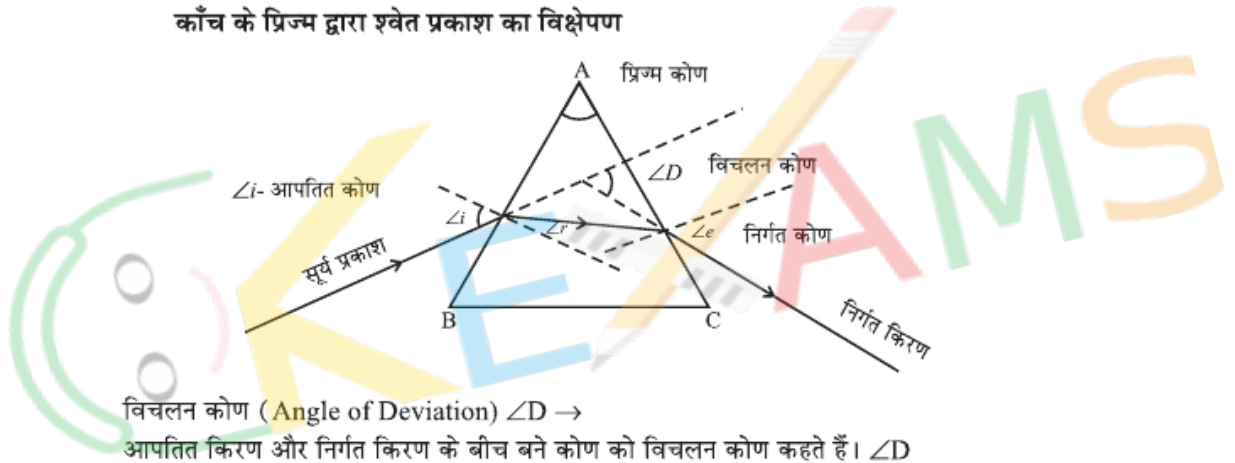 काँच के प्रिज्म द्वारा श्वेत प्रकाश का विक्षेपण
A प्रिज्म कोण
∠D विचलन कोण
∠i- आपतित कोण
∠i
∠r
∠e निर्गत कोण
सूर्य प्रकाश
B
C
निर्गत किरण
विचलन कोण (Angle of Deviation) ∠D →
आपतित किरण और निर्गत किरण के बीच बने कोण को विचलन कोण कहते हैं। ∠D
KEXAMS